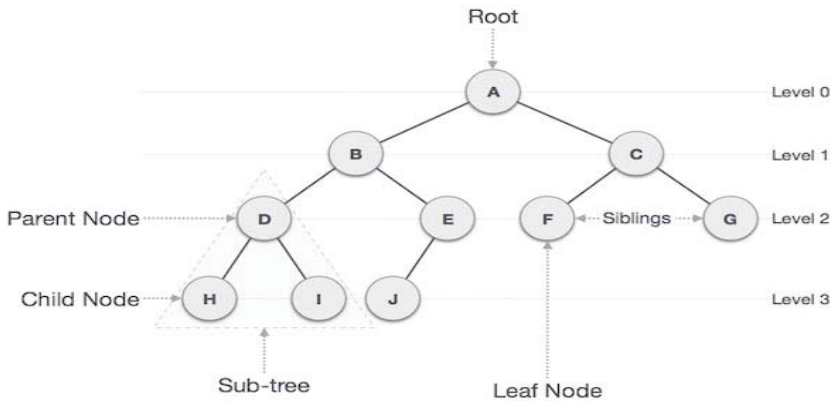 Root
A
Level 0
B
C
Level 1
Parent Node
D
E
F
Siblings
G
Level 2
Child Node
H
I
J
Level 3
Sub-tree
Leaf Node